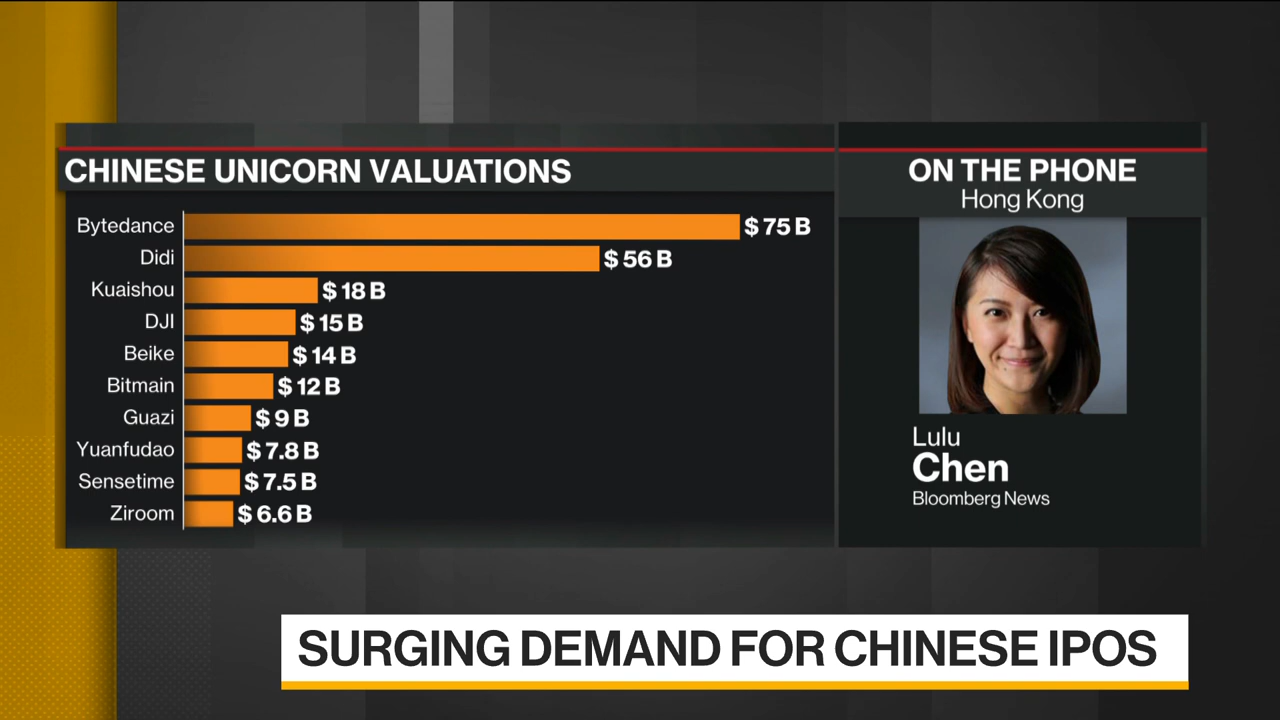 CHINESE UNICORN VALUATIONS
Bytedance $ 75 B
Didi $ 56 B
Kuaishou $ 18 B
DJI $ 15 B
Beike $ 14 B
Bitmain $ 12 B
Guazi $ 9 B
Yuanfudao $ 7.8 B
Sensetime $ 7.5 B
Ziroom $ 6.6 B
ON THE PHONE
Hong Kong
Lulu
Chen
Bloomberg News
SURGING DEMAND FOR CHINESE IPOS